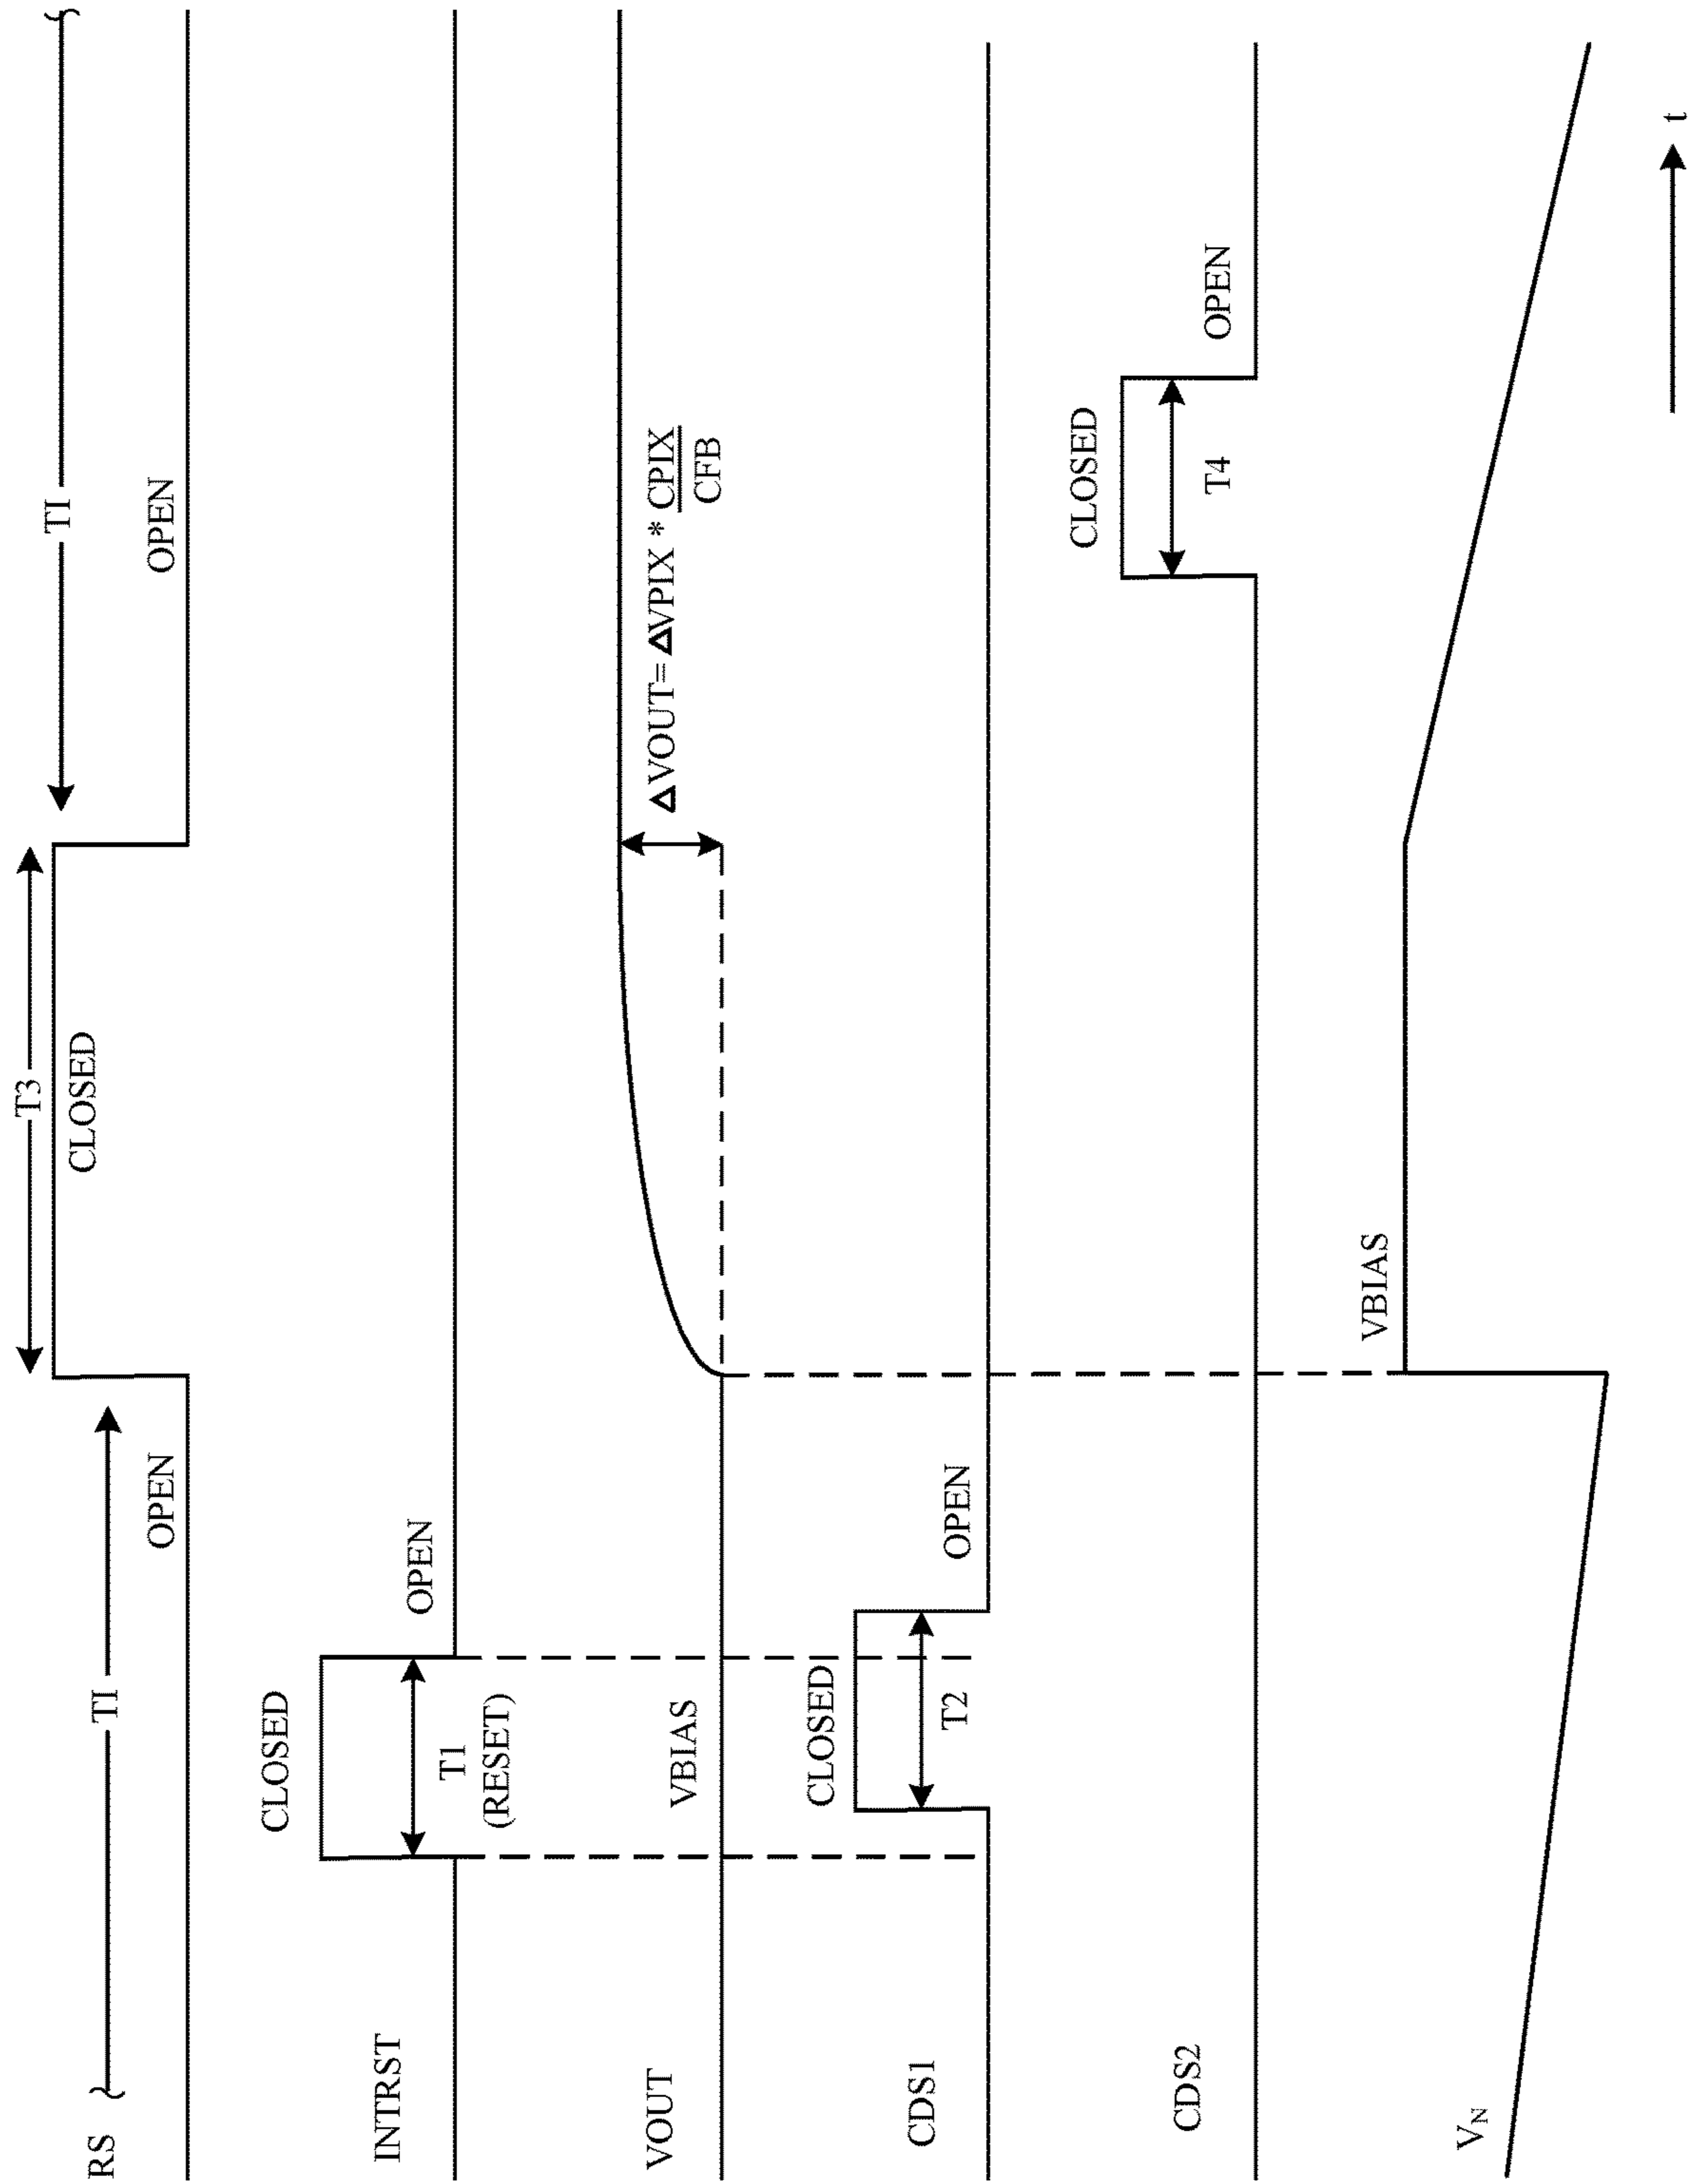 RS
TI
OPEN
T3
CLOSED
TI
OPEN
INTRST
CLOSED
T1
(RESET)
OPEN
VOUT
VBIAS
ΔVOUT= ΔVPIX * CPIX
CFB
CDS1
CLOSED
T2
OPEN
CDS2
CLOSED
T4
OPEN
VN
VBIAS
t